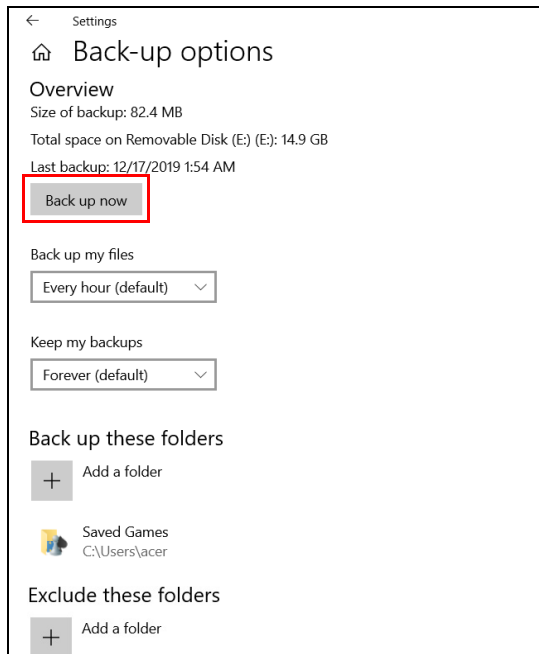 Settings
Back-up options
Overview
Size of backup: 82.4 MB
Total space on Removable Disk (E:) (E:): 14.9 GB
Last backup: 12/17/2019 1:54 AM
Back up now
Back up my files
Every hour (default)
Keep my backups
Forever (default)
Back up these folders
Add a folder
Saved Games
C:\Users\acer
Exclude these folders
Add a folder